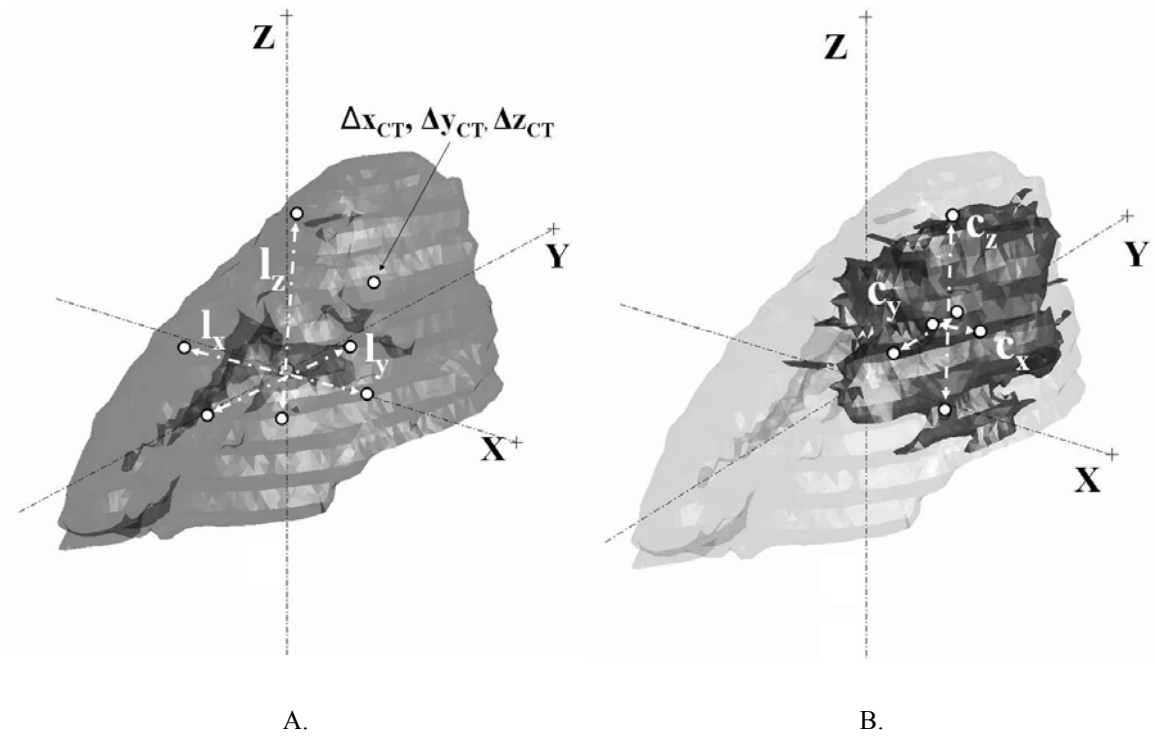 Z
Δx_CT, Δy_CT, Δz_CT
l_z
Y
l_x
l_y
X
A.
Z
c_z
Y
c_y
c_x
X
B.